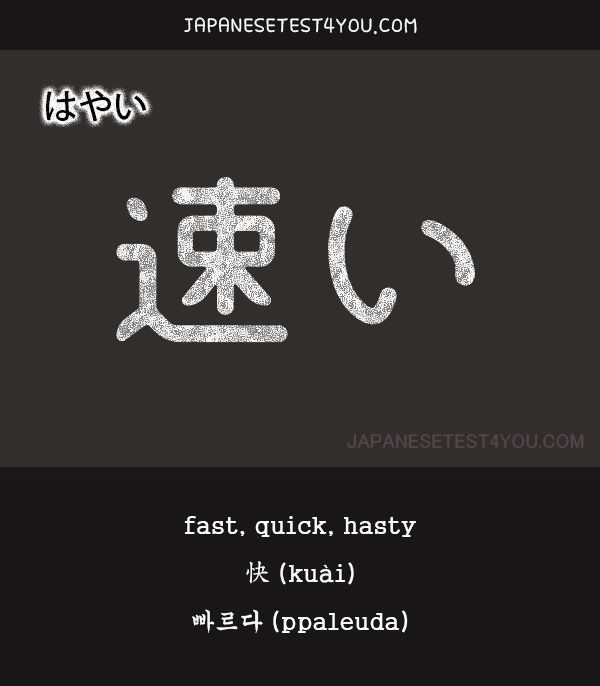 JAPANESETEST4YOU.COM
はやい
速い
JAPANESETEST4YOU.COM
fast, quick, hasty
快 (kuài)
빠르다 (ppaleuda)